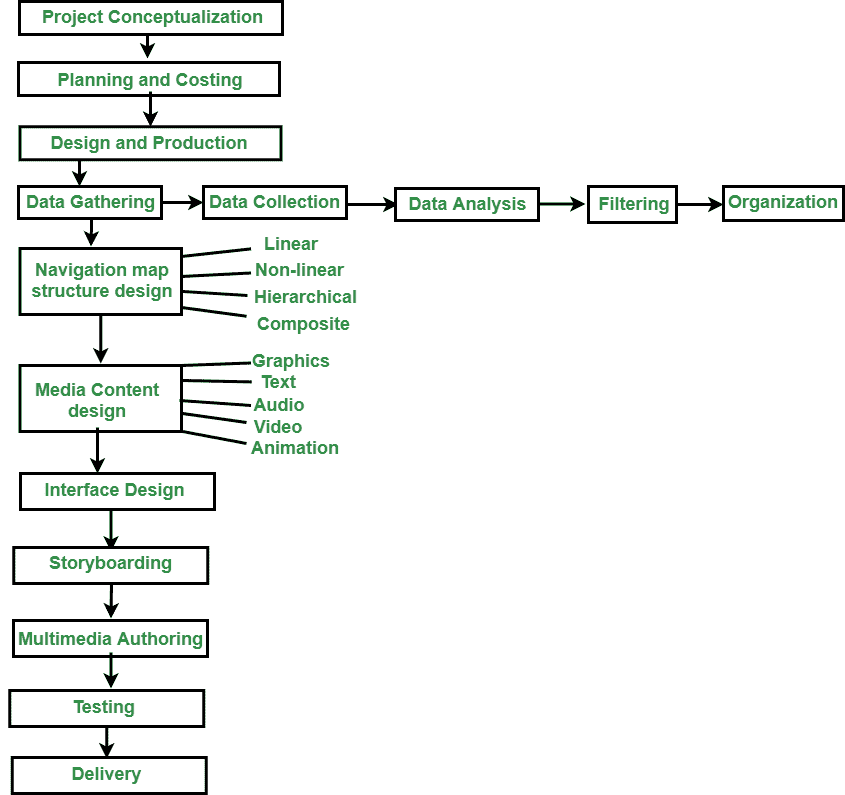 Project Conceptualization
Planning and Costing
Design and Production
Data Gathering
Data Collection
Data Analysis
Filtering
Organization
Navigation map
structure design
Linear
Non-linear
Hierarchical
Composite
Media Content
design
Graphics
Text
Audio
Video
Animation
Interface Design
Storyboarding
Multimedia Authoring
Testing
Delivery